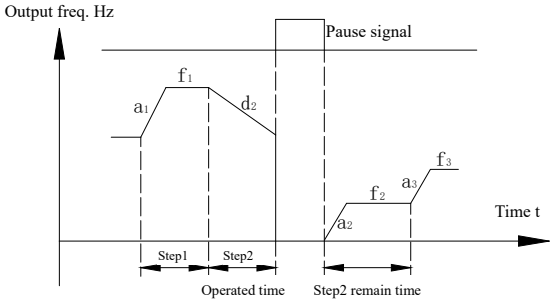 Output freq. Hz
Pause signal
f1
a1
d2
f3
a3
f2
a2
Time t
Step1 Step2
Operated time Step2 remain time